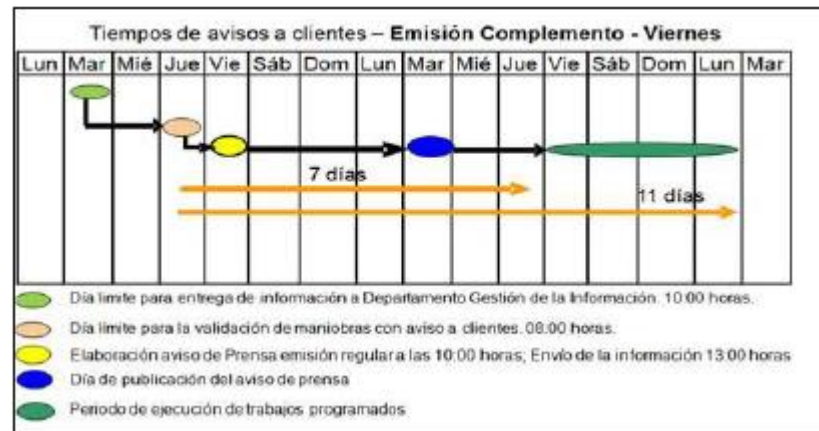 Tiempos de avisos a clientes – Emisión Complemento - Viernes
Lun Mar Mié Jue Vie Sáb Dom Lun Mar Mié Jue Vie Sáb Dom Lun Mar
7 días
11 días
Día limite para entrega de información a Departamento Gestión de la Información. 10:00 horas.
Día límite para la validación de maniobras con aviso a clientes. 08:00 horas.
Elaboración aviso de Prensa emisión regular a las 10:00 horas; Envío de la información 13:00 horas
Día de publicación del aviso de prensa
Periodo de ejecución de trabajos programados